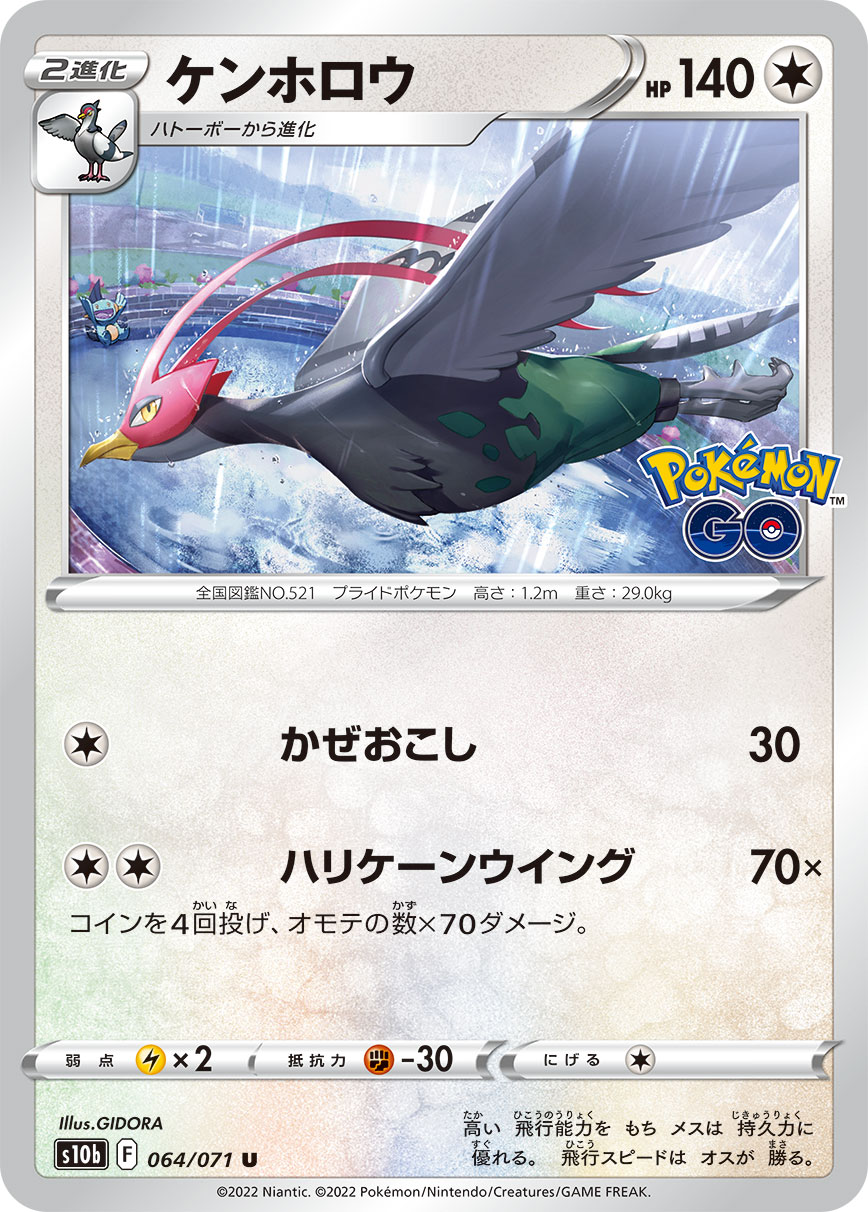 2進化
ケンホロウ
HP 140
ハトーボーから進化
POKÉMON
GO
TM
全国図鑑NO.521 プライドポケモン 高さ：1.2m 重さ：29.0kg
かぜおこし 30
ハリケーンウイング 70×
コインを4回投げ、オモテの数×70ダメージ。
弱点 ×2 抵抗力 -30 にげる
Illus.GIDORA
s10b F 064/071 U
高い 飛行能力を もち メスは 持久力に
優れる。 飛行スピードは オスが 勝る。
©2022 Niantic. ©2022 Pokémon/Nintendo/Creatures/GAME FREAK.